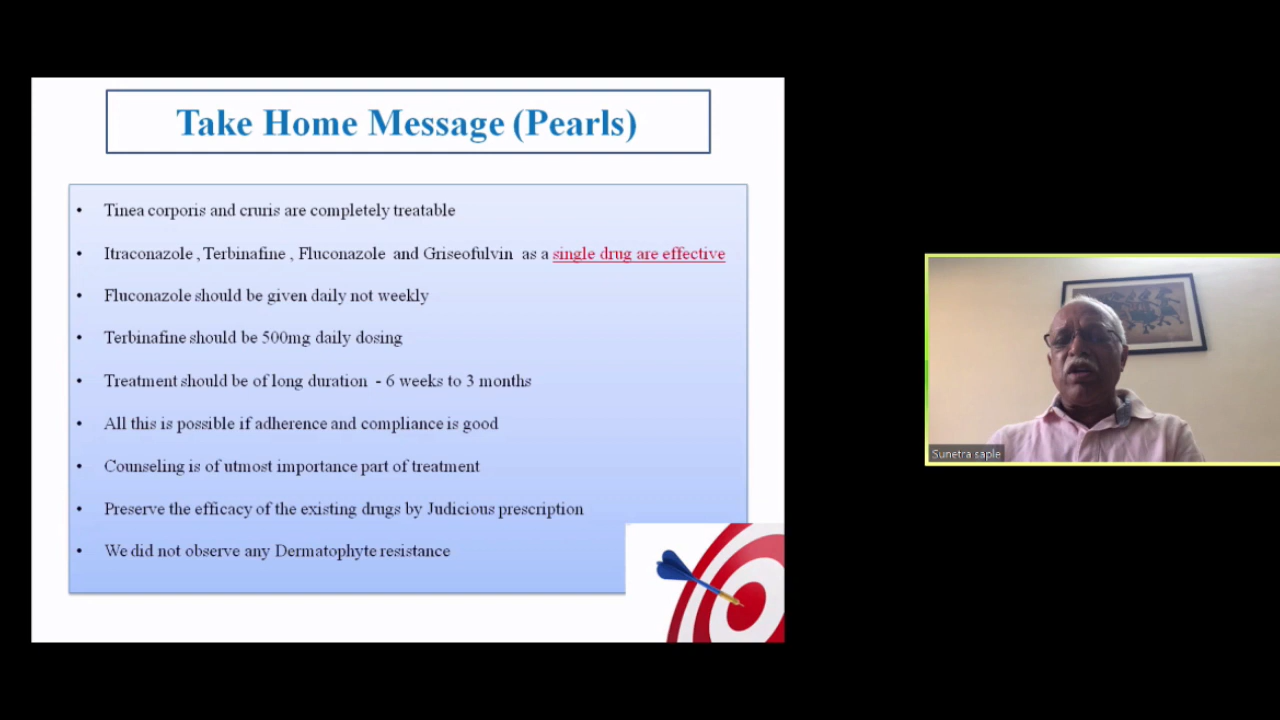 Take Home Message (Pearls)
• Tinea corporis and cruris are completely treatable
• Itraconazole , Terbinafine , Fluconazole and Griseofulvin as a single drug are effective
• Fluconazole should be given daily not weekly
• Terbinafine should be 500mg daily dosing
• Treatment should be of long duration - 6 weeks to 3 months
• All this is possible if adherence and compliance is good
• Counseling is of utmost importance part of treatment
• Preserve the efficacy of the existing drugs by Judicious prescription
• We did not observe any Dermatophyte resistance
Sunetra saple